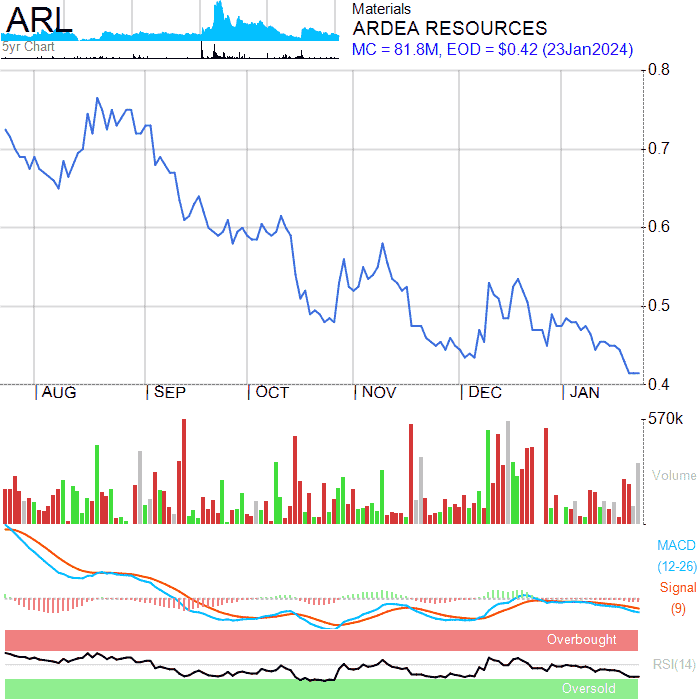 ARL
5yr Chart
Materials
ARDEA RESOURCES
MC = 81.8M, EOD = $0.42 (23Jan2024)
0.8
0.7
0.6
0.5
0.4
AUG SEP OCT NOV DEC JAN
570k
Volume
MACD
(12-26)
Signal
(9)
Overbought
RSI(14)
Oversold